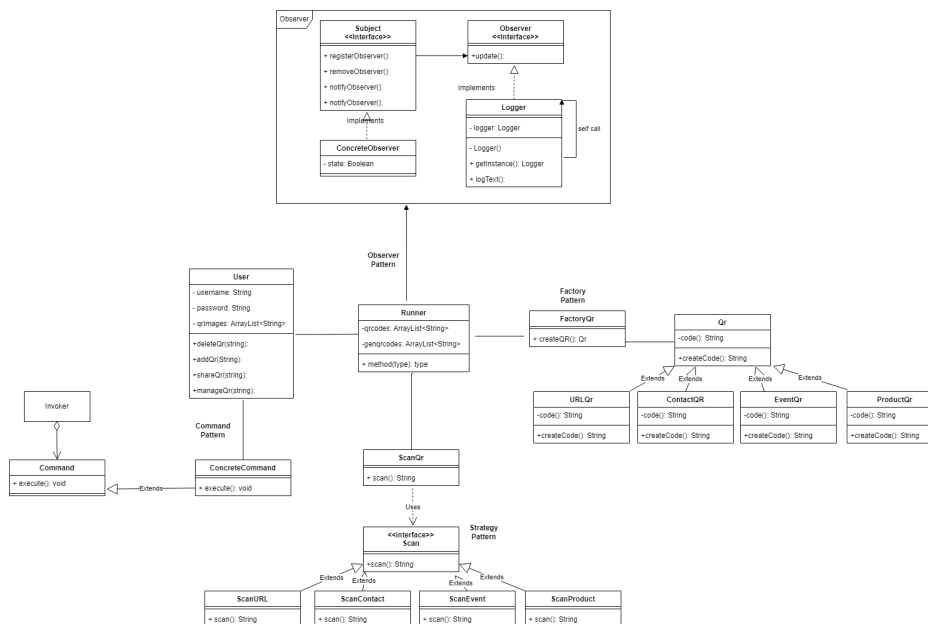 Observer
Subject
<<Interface>>
+ registerObserver():
+ removeObserver():
+ notifyObserver():
+ notifyObserver():
Observer
<<Interface>>
+update():
Implements
Implements
Logger
- logger: Logger
- Logger()
+ getInstance(): Logger
+ logText():
self call
ConcreteObserver
- state: Boolean
Observer
Pattern
User
- username: String
- password: String
- qrImages: ArrayList<String>
+deleteQr(string):
+addQr(String):
+shareQr(string):
+manageQr(string):
Runner
-qrcodes: ArrayList<String>
-genqrcodes: ArrayList<String>
+ method(type): type
Factory
Pattern
FactoryQr
+ createQR(): Qr
Qr
-code(): String
+createCode(): String
Extends
Extends
Extends
Extends
URLQr
-code(): String
+createCode(): String
ContactQR
-code(): String
+createCode(): String
EventQr
-code(): String
+createCode(): String
ProductQr
-code(): String
+createCode(): String
Invoker
Command
Pattern
Command
+ execute(): void
Extends
ConcreteCommand
+ execute(): void
ScanQr
+ scan(): String
Uses
Strategy
Pattern
<<interface>>
Scan
+scan(): String
Extends
Extends
Extends
Extends
ScanURL
+ scan(): String
ScanContact
+ scan(): String
ScanEvent
+ scan(): String
ScanProduct
+ scan(): String